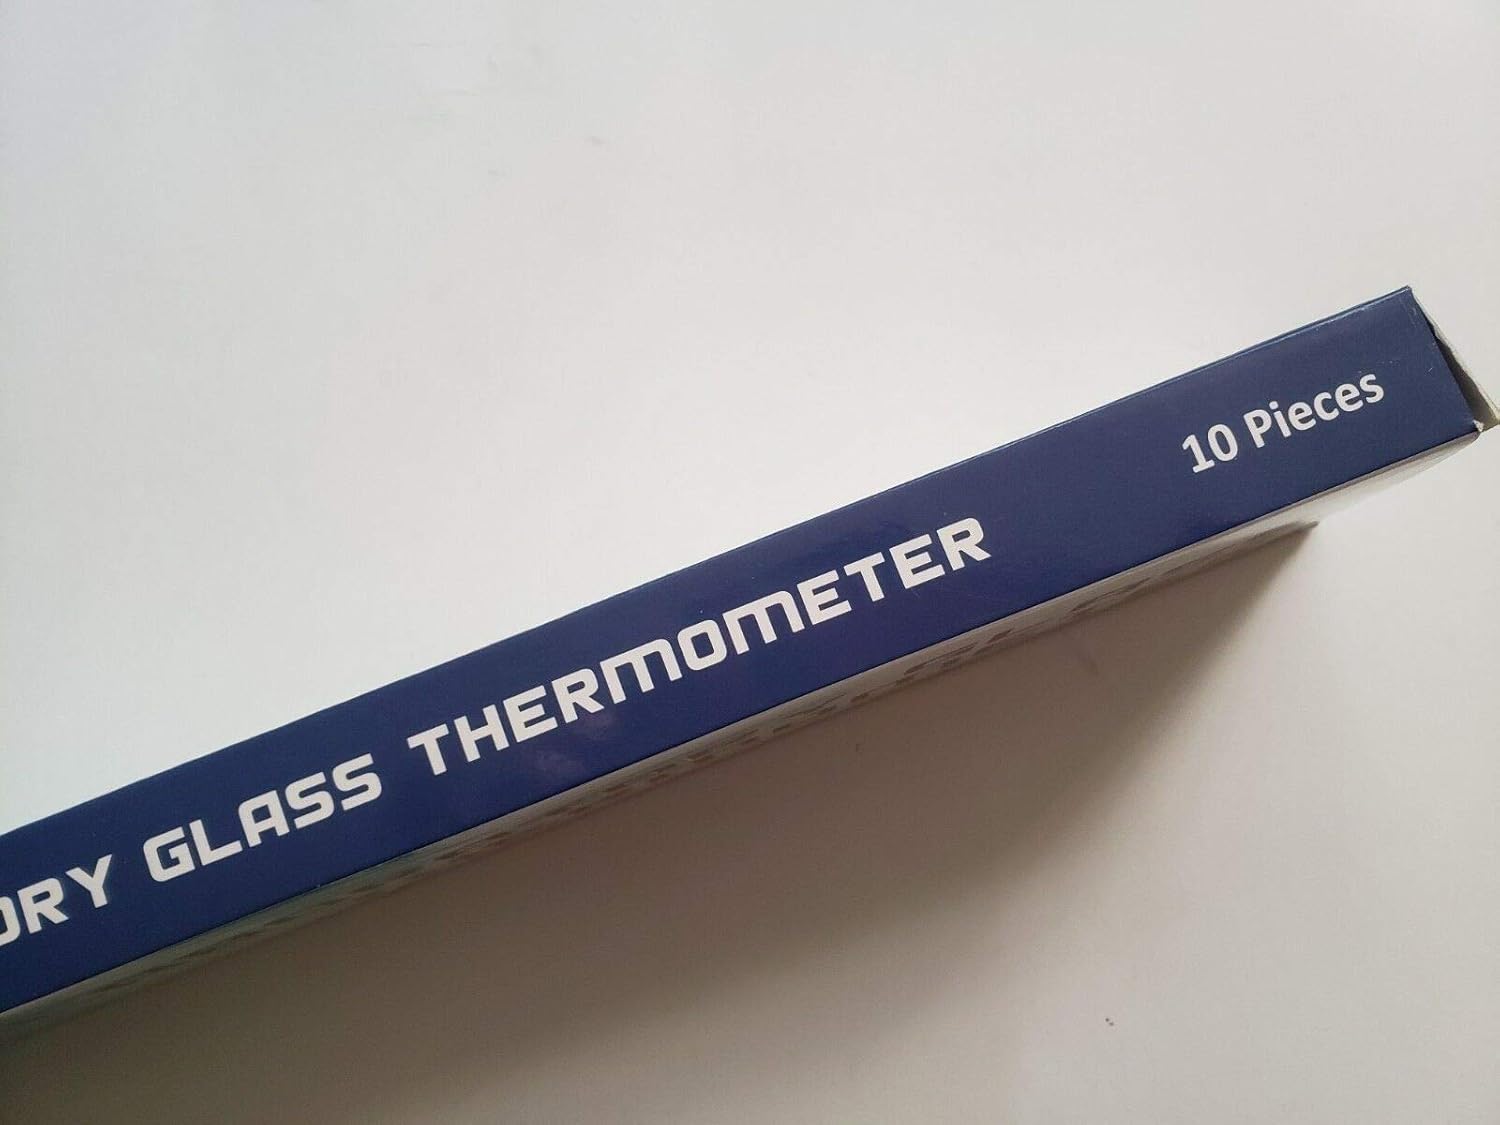 ORY GLASS THERMOMETER
10 Pieces